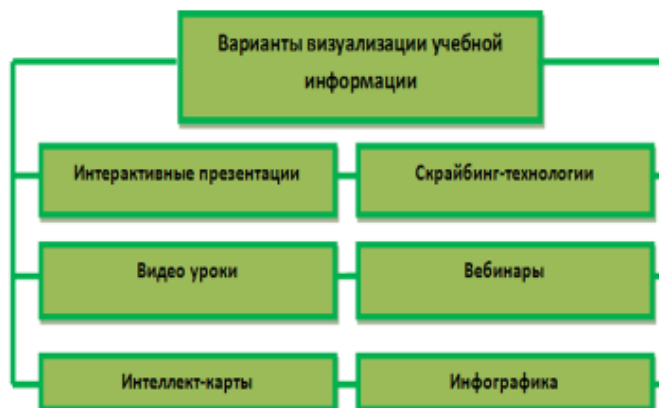 Варианты визуализации учебной
информации
Интерактивные презентации
Скрайбинг-технологии
Видео уроки
Вебинары
Интеллект-карты
Инфографика